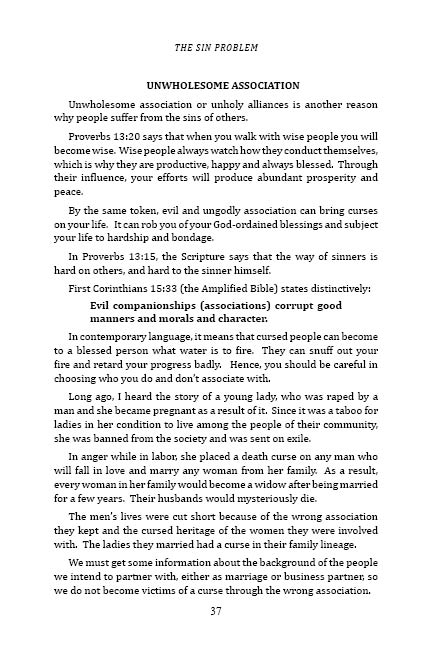 THE SIN PROBLEM
UNWHOLESOME ASSOCIATION
Unwholesome association or unholy alliances is another reason
why people suffer from the sins of others.
Proverbs 13:20 says that when you walk with wise people you will
become wise. Wise people always watch how they conduct themselves,
which is why they are productive, happy and always blessed. Through
their influence, your efforts will produce abundant prosperity and
peace.
By the same token, evil and ungodly association can bring curses
on your life. It can rob you of your God-ordained blessings and subject
your life to hardship and bondage.
In Proverbs 13:15, the Scripture says that the way of sinners is
hard on others, and hard to the sinner himself.
First Corinthians 15:33 (the Amplified Bible) states distinctively:
Evil companionships (associations) corrupt good
manners and morals and character.
In contemporary language, it means that cursed people can become
to a blessed person what water is to fire. They can snuff out your
fire and retard your progress badly. Hence, you should be careful in
choosing who you do and don't associate with.
Long ago, I heard the story of a young lady, who was raped by a
man and she became pregnant as a result of it. Since it was a taboo for
ladies in her condition to live among the people of their community,
she was banned from the society and was sent on exile.
In anger while in labor, she placed a death curse on any man who
will fall in love and marry any woman from her family. As a result,
every woman in her family would become a widow after being married
for a few years. Their husbands would mysteriously die.
The men's lives were cut short because of the wrong association
they kept and the cursed heritage of the women they were involved
with. The ladies they married had a curse in their family lineage.
We must get some information about the background of the people
we intend to partner with, either as marriage or business partner, so
we do not become victims of a curse through the wrong association.
37